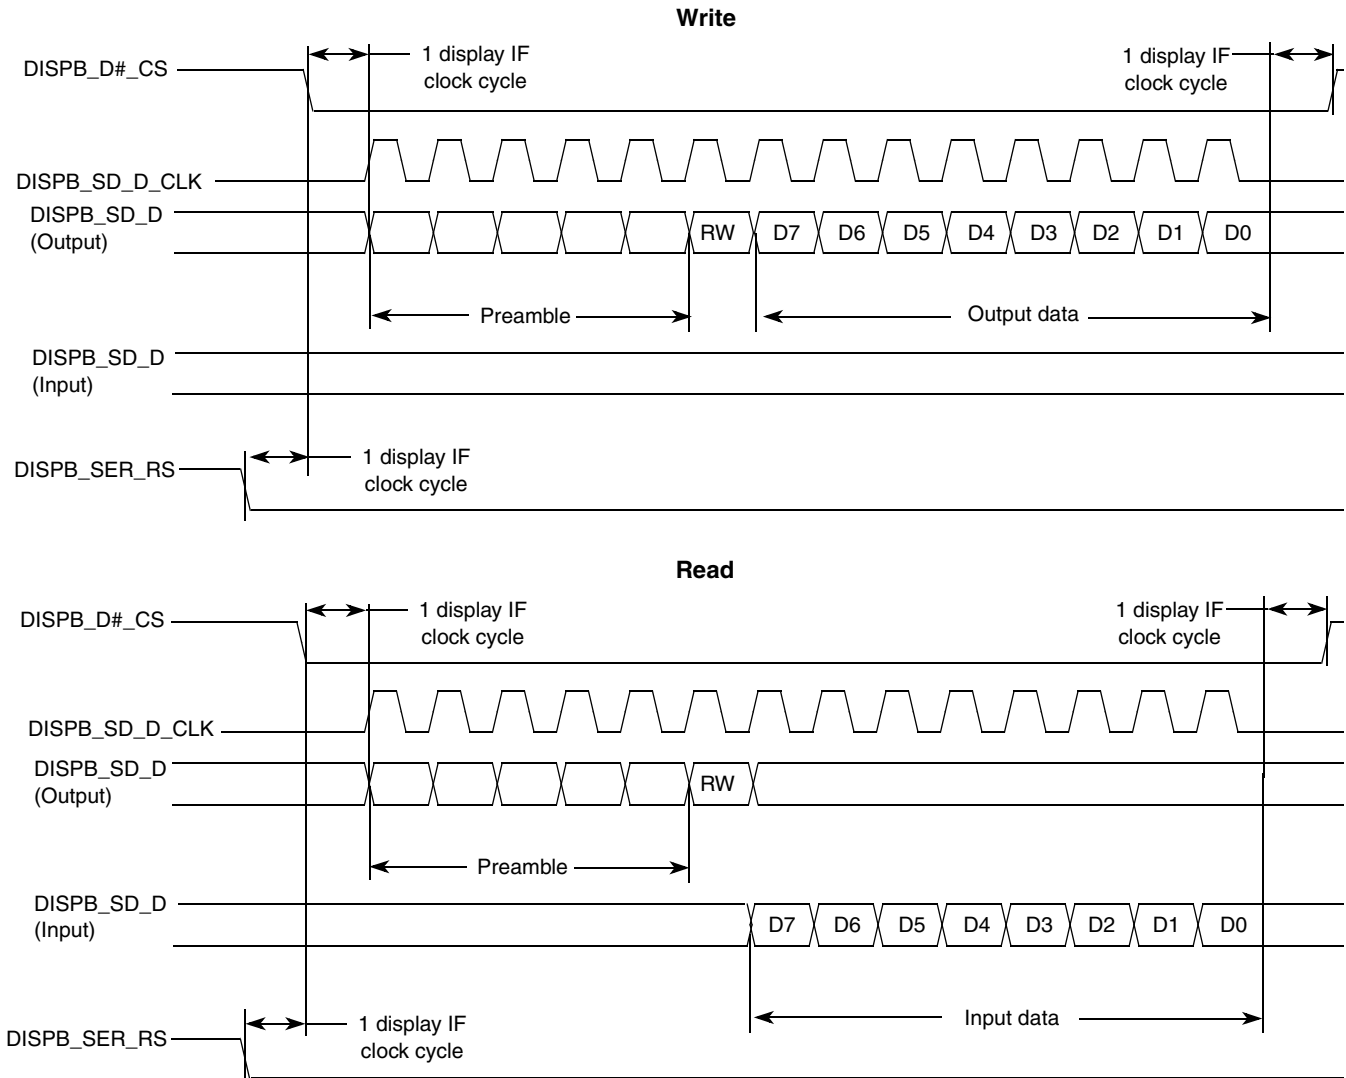 Write
1 display IF
clock cycle
1 display IF
clock cycle
DISPB_D#_CS
DISPB_SD_D_CLK
DISPB_SD_D
(Output)
RW D7 D6 D5 D4 D3 D2 D1 D0
Preamble
Output data
DISPB_SD_D
(Input)
DISPB_SER_RS
1 display IF
clock cycle
Read
1 display IF
clock cycle
1 display IF
clock cycle
DISPB_D#_CS
DISPB_SD_D_CLK
DISPB_SD_D
(Output)
RW
Preamble
DISPB_SD_D
(Input)
D7 D6 D5 D4 D3 D2 D1 D0
Input data
DISPB_SER_RS
1 display IF
clock cycle